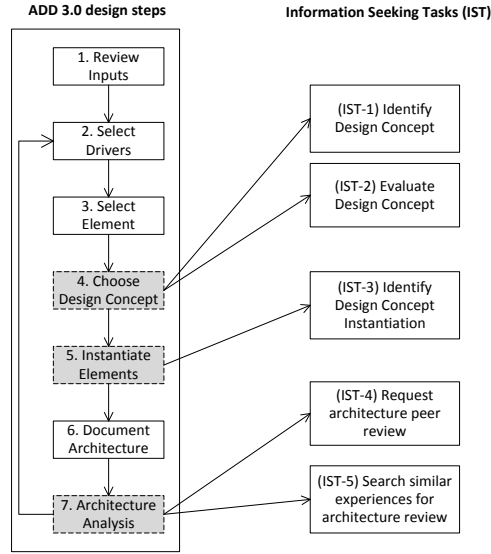 ADD 3.0 design steps
1. Review
Inputs
2. Select
Drivers
3. Select
Element
4. Choose
Design Concept
5. Instantiate
Elements
6. Document
Architecture
7. Architecture
Analysis
Information Seeking Tasks (IST)
(IST-1) Identify
Design Concept
(IST-2) Evaluate
Design Concept
(IST-3) Identify
Design Concept
Instantiation
(IST-4) Request
architecture peer
review
(IST-5) Search similar
experiences for
architecture review